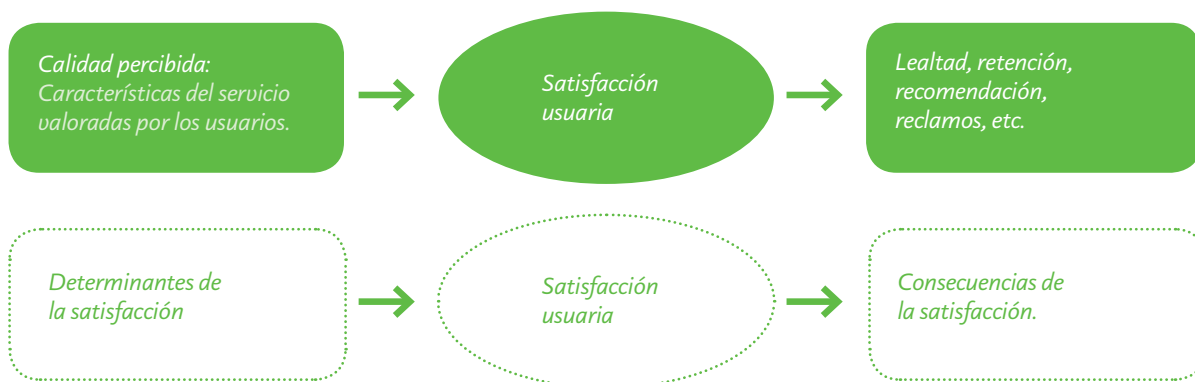 Calidad percibida:
Características del servicio
valoradas por los usuarios.
Satisfacción
usuaria
Lealtad, retención,
recomendación,
reclamos, etc.
Determinantes de
la satisfacción
Satisfacción
usuaria
Consecuencias de
la satisfacción.